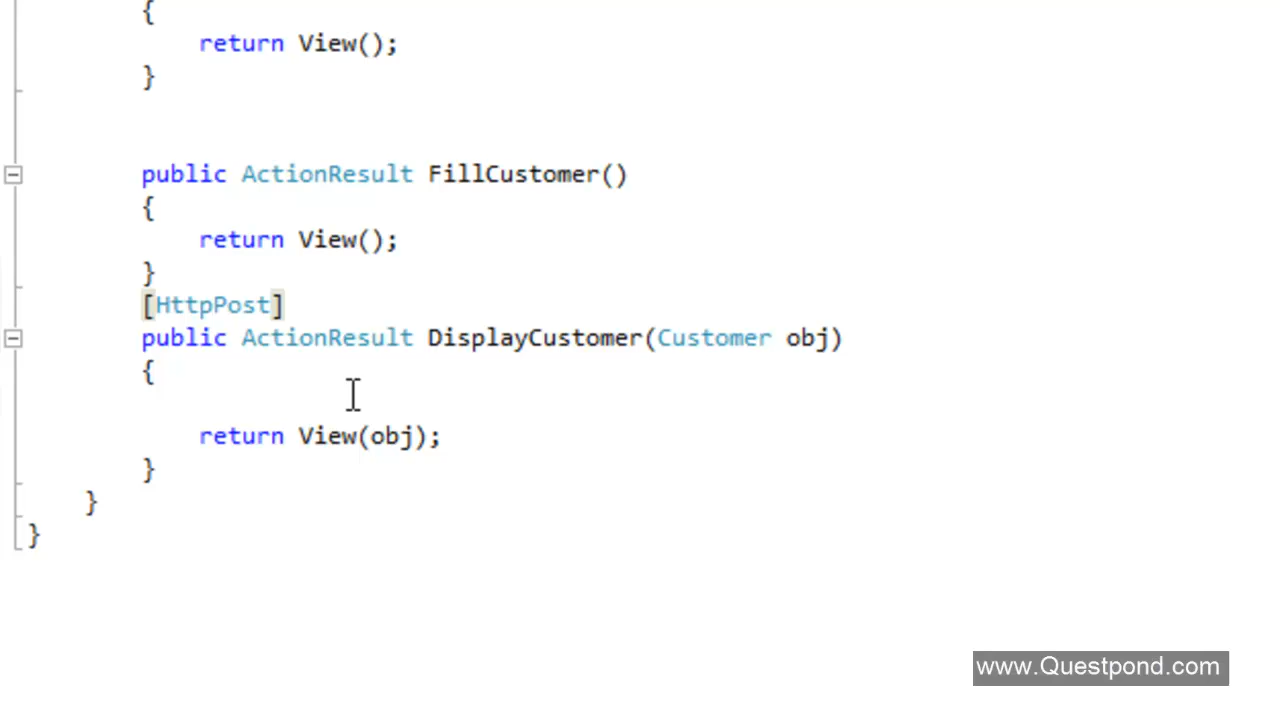 {
return View();
}
public ActionResult FillCustomer()
{
return View();
}
[HttpPost]
public ActionResult DisplayCustomer(Customer obj)
{
return View(obj);
}
}
}
www.Questpond.com